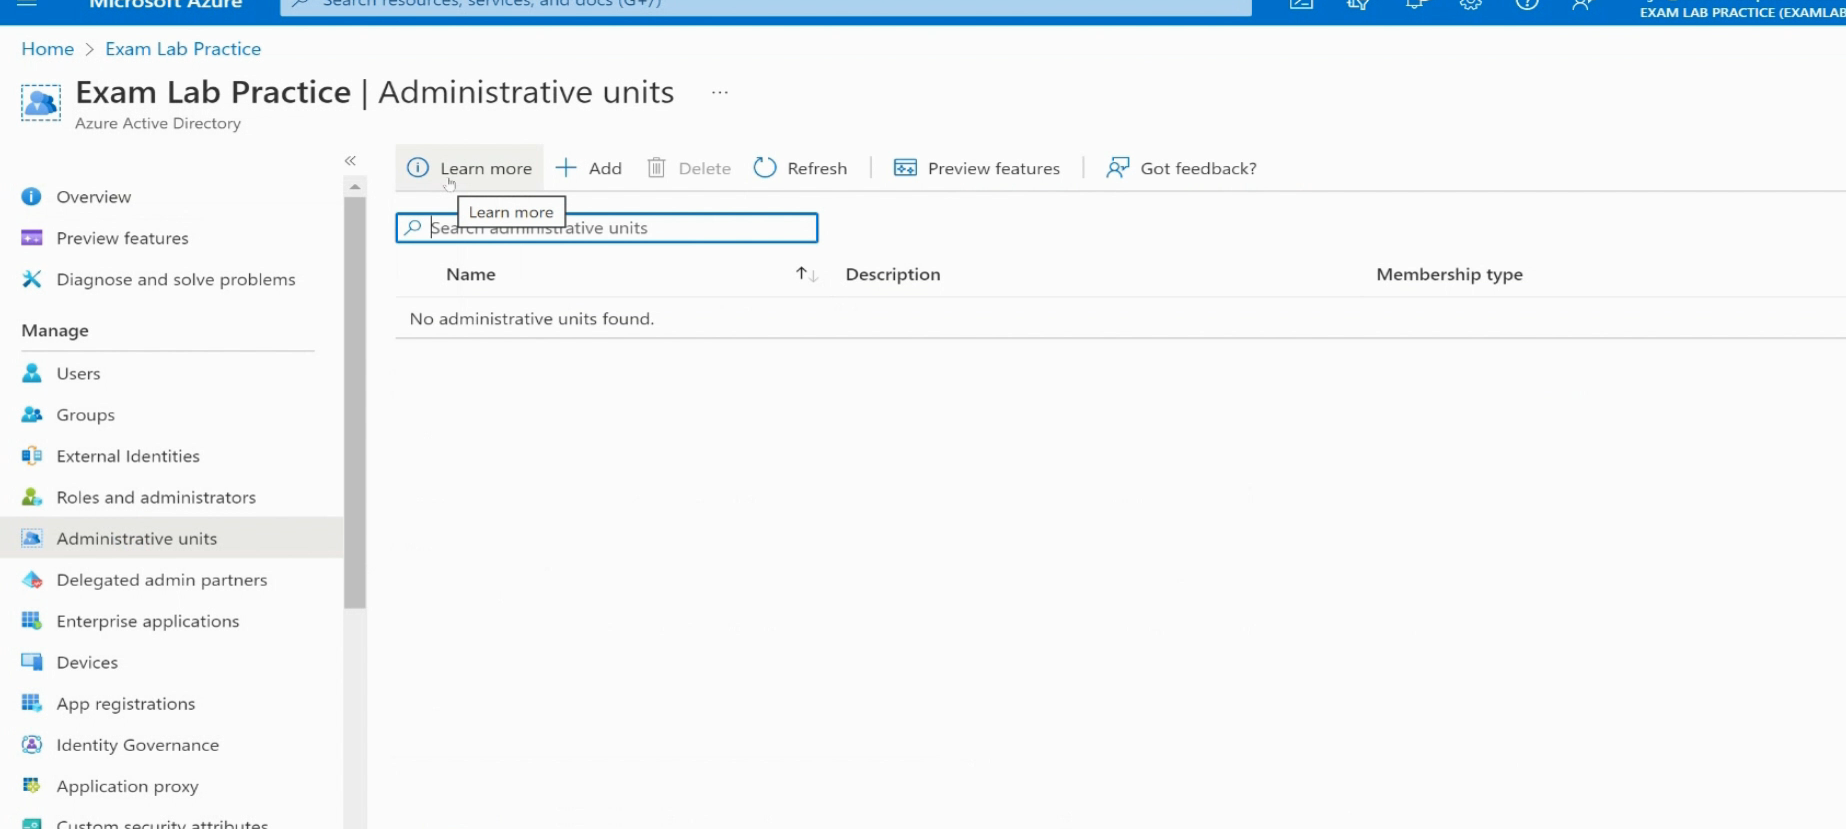 Microsoft Azure
Search resources, services, and docs (G+/)
EXAM LAB PRACTICE (EXAMLAB
Home > Exam Lab Practice
Exam Lab Practice | Administrative units ...
Azure Active Directory
«
Learn more
Add
Delete
Refresh
Preview features
Got feedback?
Learn more
Search administrative units
Name
Description
Membership type
No administrative units found.
Overview
Preview features
Diagnose and solve problems
Manage
Users
Groups
External Identities
Roles and administrators
Administrative units
Delegated admin partners
Enterprise applications
Devices
App registrations
Identity Governance
Application proxy
Custom security attributes